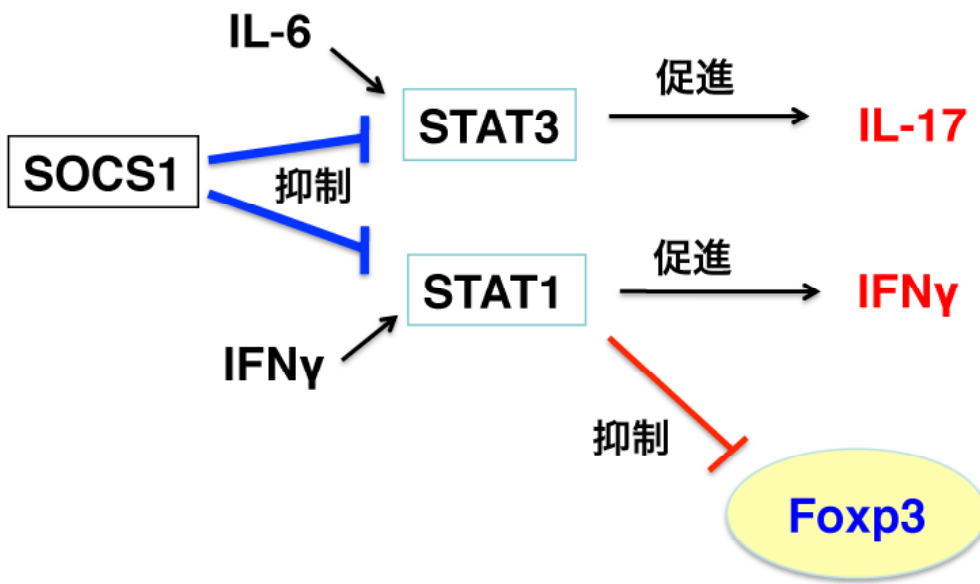 IL-6
促進
STAT3
IL-17
SOCS1
抑制
促進
STAT1
IFNγ
IFNγ
抑制
Foxp3